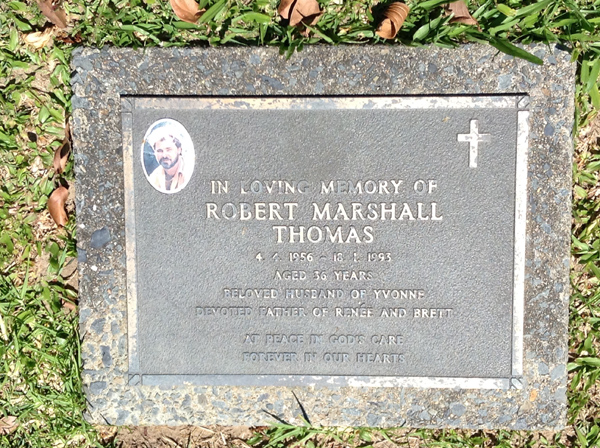 IN LOVING MEMORY OF
ROBERT MARSHALL
THOMAS
4. 4. 1956 - 18. 1. 1993
AGED 36 YEARS
BELOVED HUSBAND OF YVONNE
DEVOTED FATHER OF RENÉE AND BRETT
AT PEACE IN GOD'S CARE
FOREVER IN OUR HEARTS